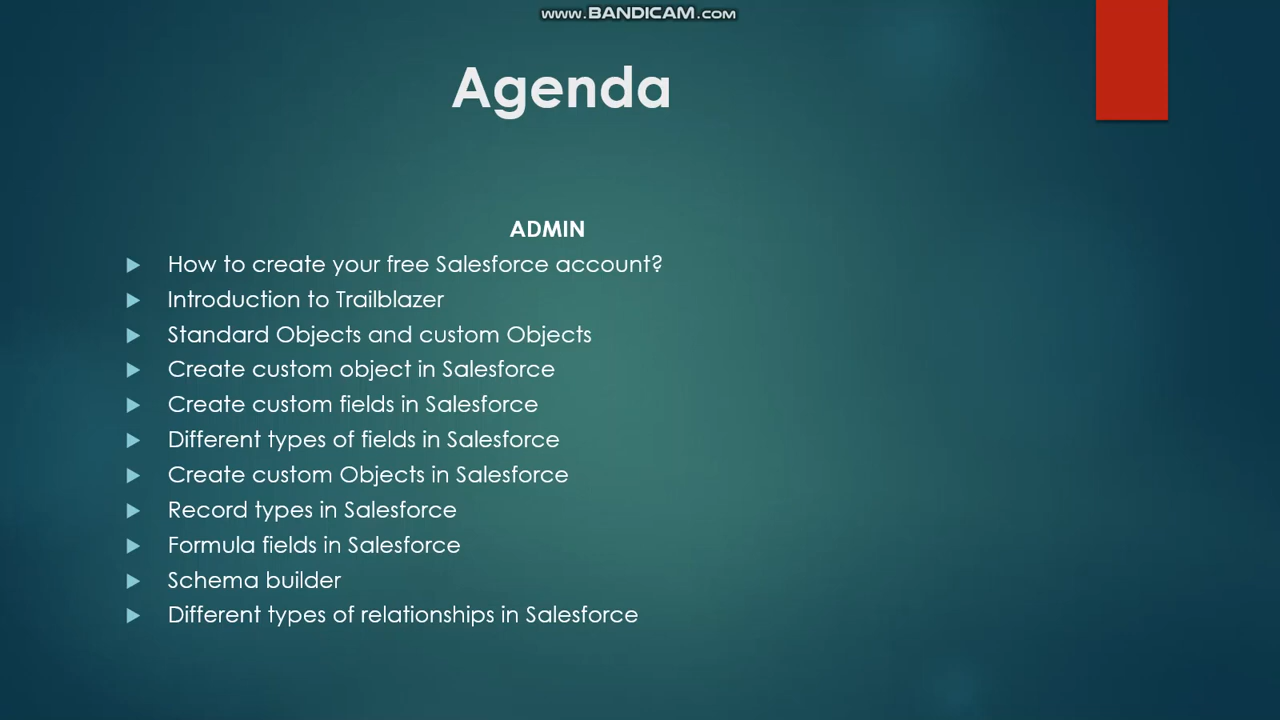 www.BANDICAM.com
Agenda
ADMIN
How to create your free Salesforce account?
Introduction to Trailblazer
Standard Objects and custom Objects
Create custom object in Salesforce
Create custom fields in Salesforce
Different types of fields in Salesforce
Create custom Objects in Salesforce
Record types in Salesforce
Formula fields in Salesforce
Schema builder
Different types of relationships in Salesforce